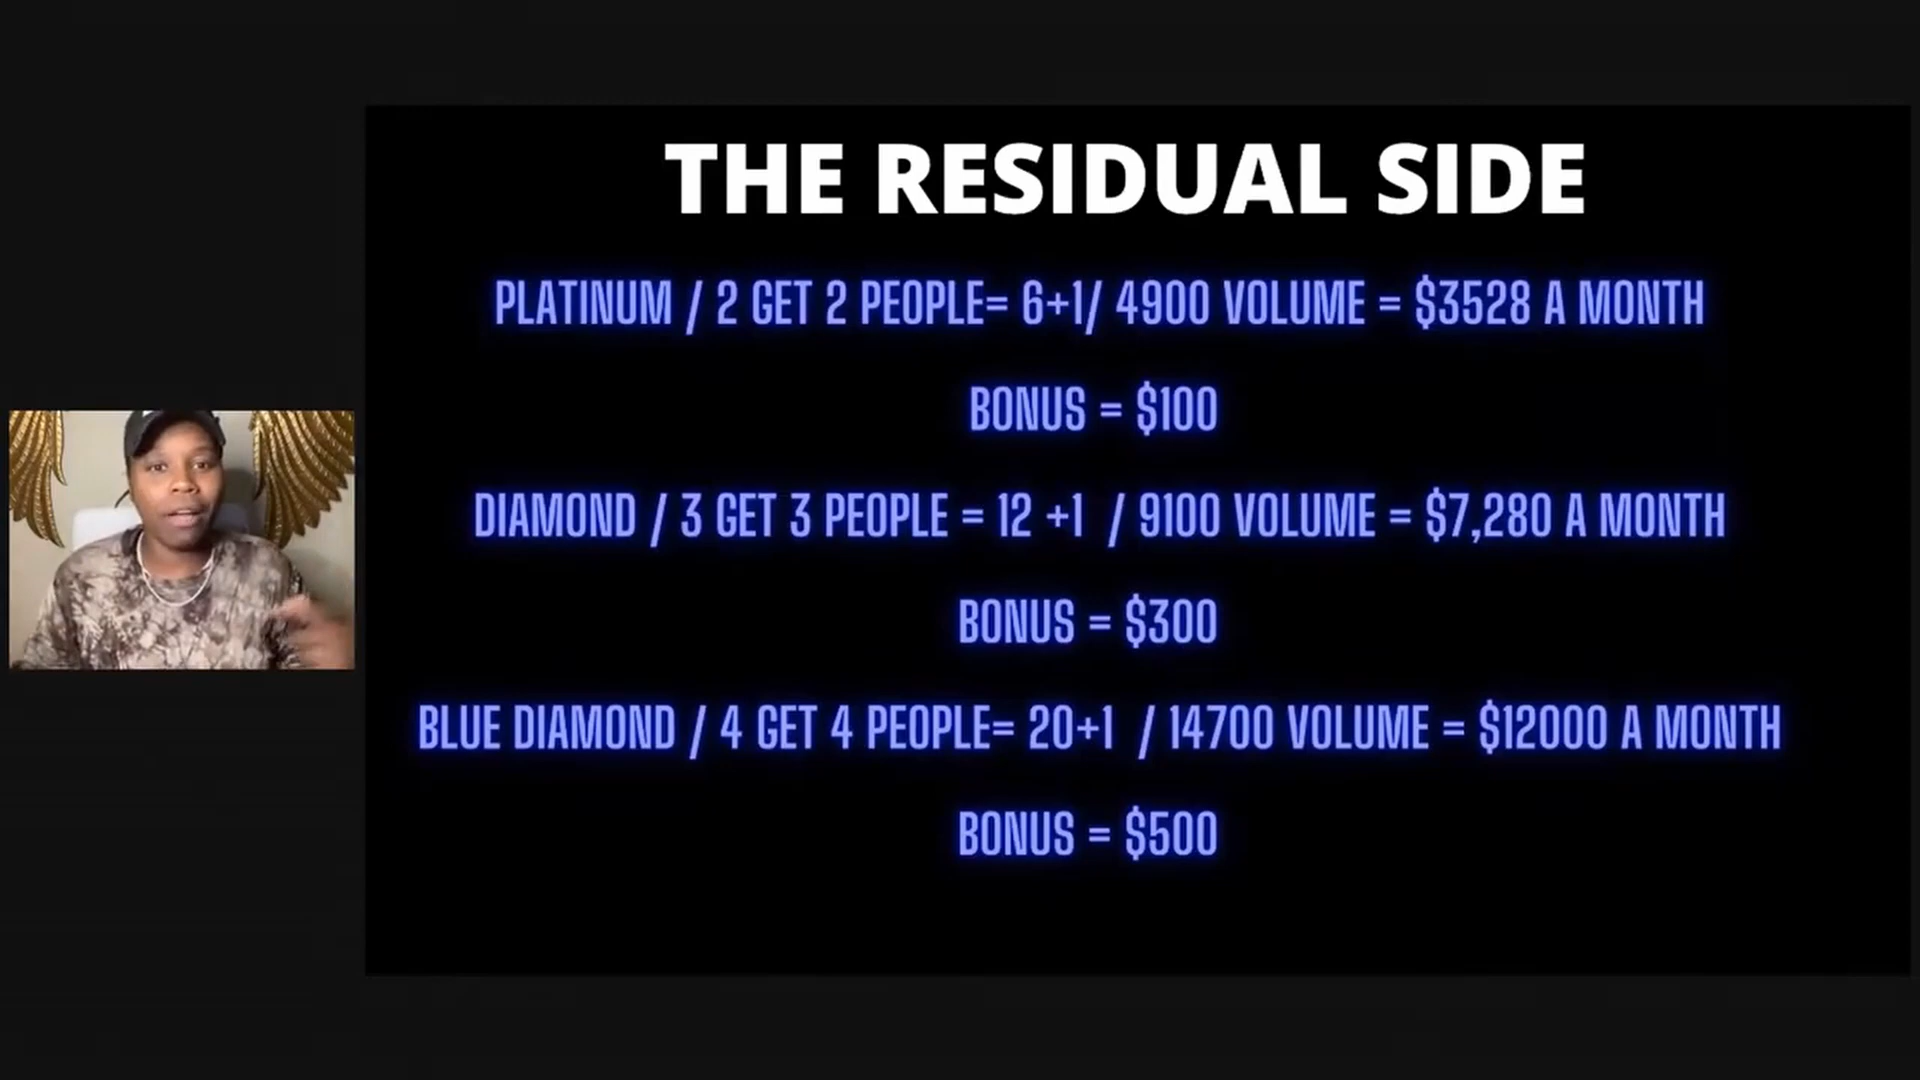 THE RESIDUAL SIDE
PLATINUM / 2 GET 2 PEOPLE= 6+1/ 4900 VOLUME = $3528 A MONTH
BONUS = $100
DIAMOND / 3 GET 3 PEOPLE = 12 +1 / 9100 VOLUME = $7,280 A MONTH
BONUS = $300
BLUE DIAMOND / 4 GET 4 PEOPLE= 20+1 / 14700 VOLUME = $12000 A MONTH
BONUS = $500